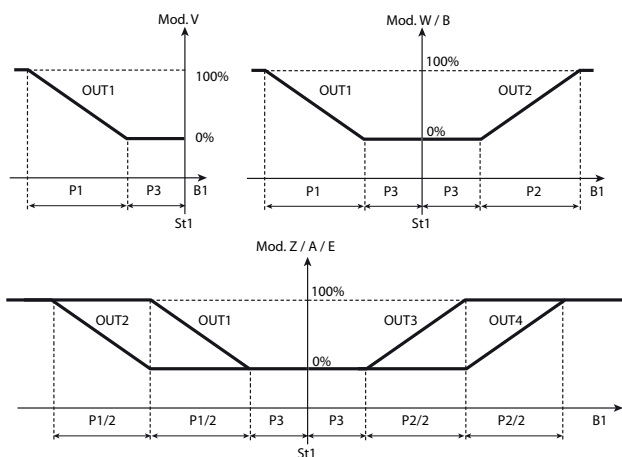 Mod. V
100%
OUT1
0%
P1 P3 B1
St1
Mod. W / B
100%
OUT1 OUT2
0%
P1 P3 P3 P2
St1
Mod. Z / A / E
100%
OUT2 OUT1 OUT3 OUT4
0%
P1/2 P1/2 P3 P3 P2/2 P2/2 B1
St1